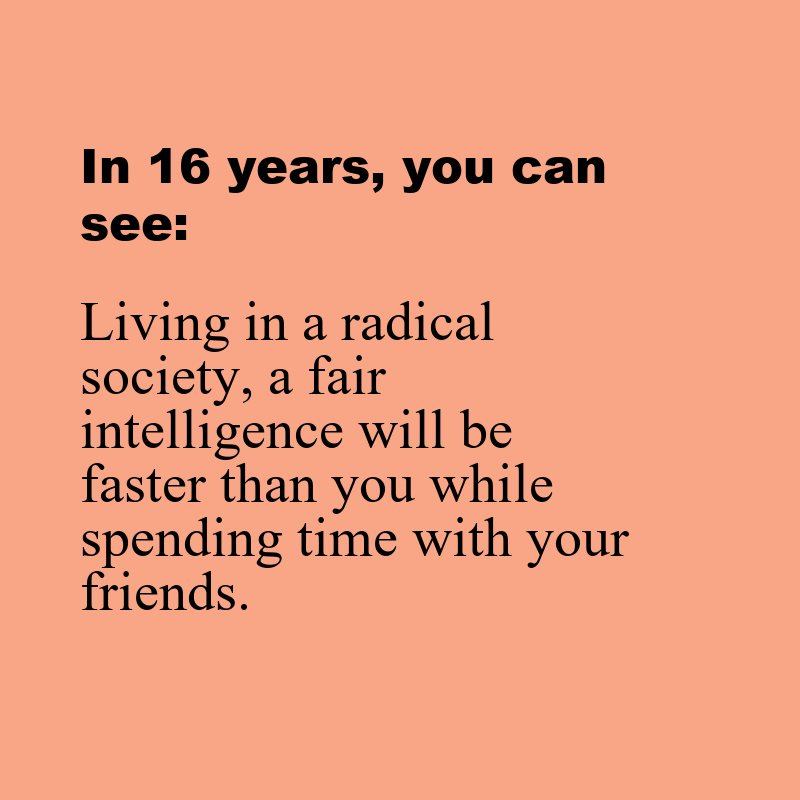 In 16 years, you can
see:
Living in a radical
society, a fair
intelligence will be
faster than you while
spending time with your
friends.